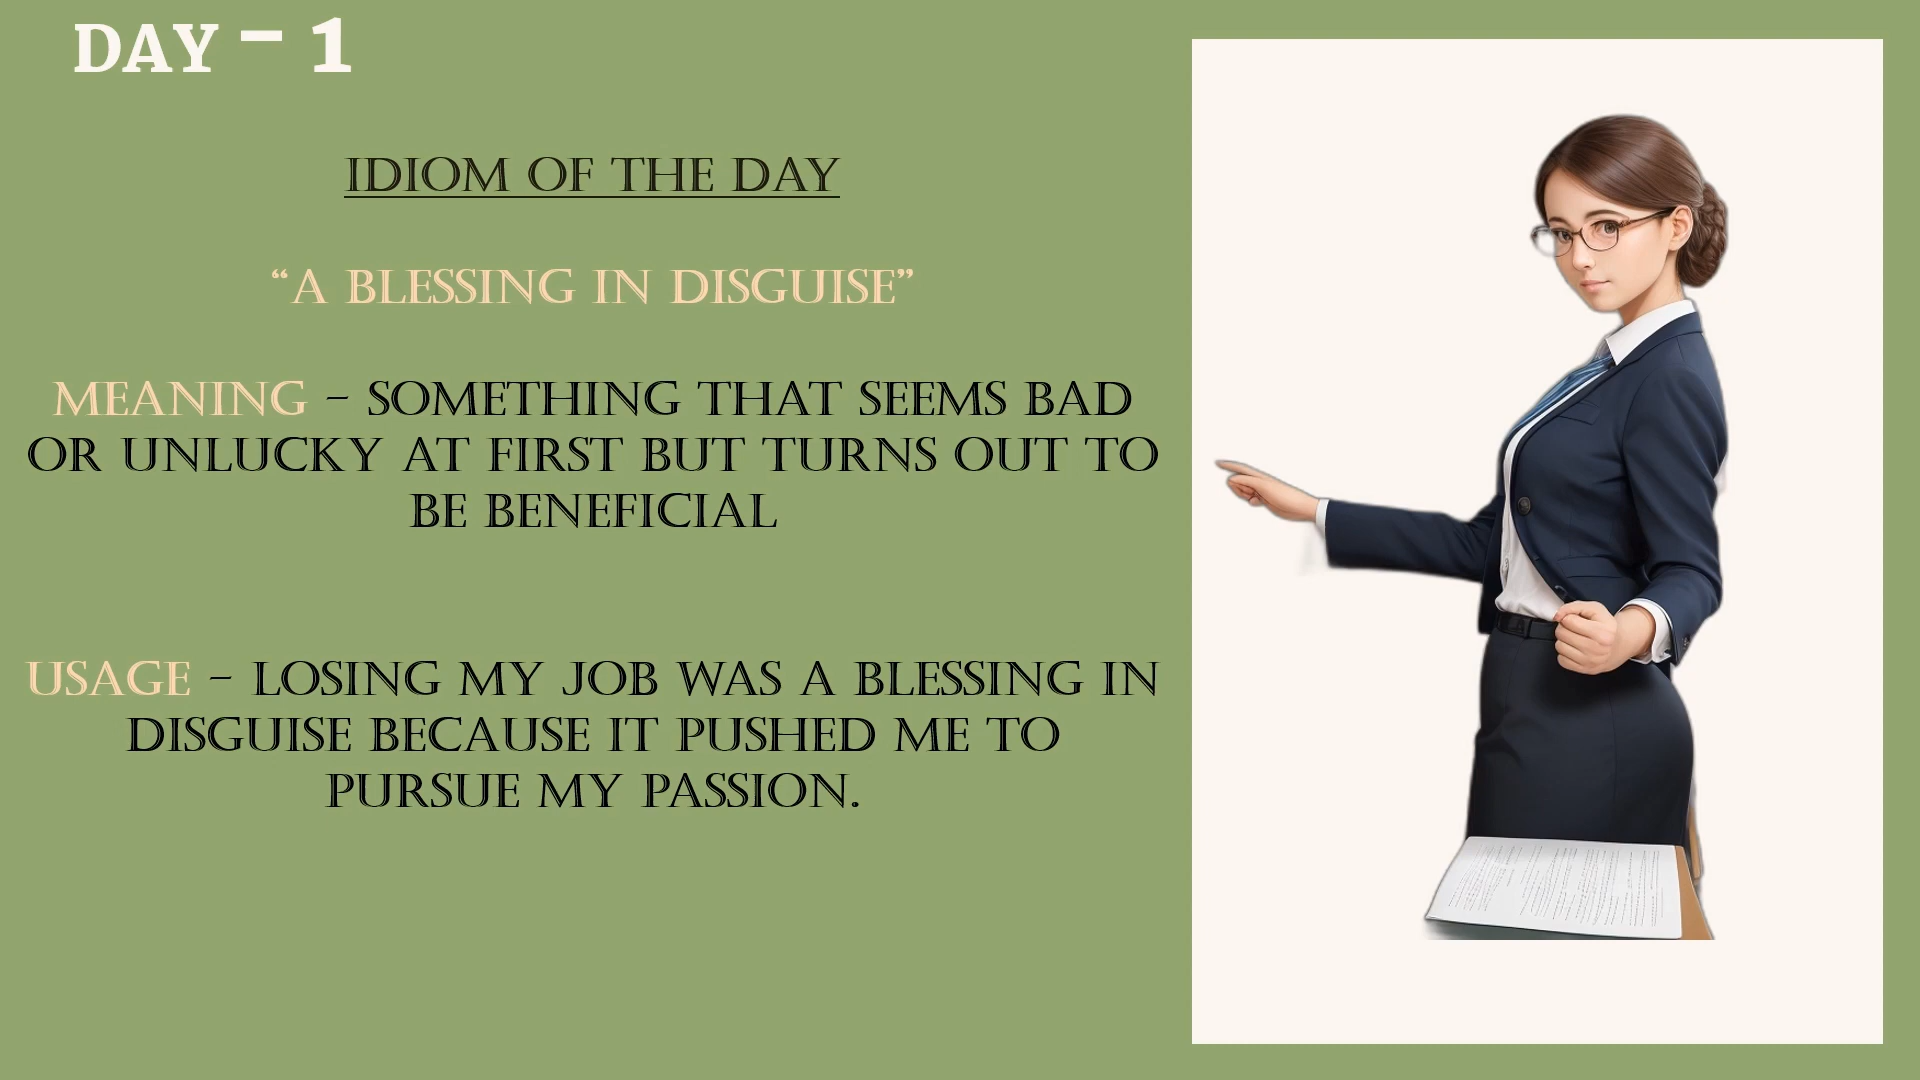 DAY – 1
IDIOM OF THE DAY
“A BLESSING IN DISGUISE”
MEANING – SOMETHING THAT SEEMS BAD
OR UNLUCKY AT FIRST BUT TURNS OUT TO
BE BENEFICIAL
USAGE – LOSING MY JOB WAS A BLESSING IN
DISGUISE BECAUSE IT PUSHED ME TO
PURSUE MY PASSION.